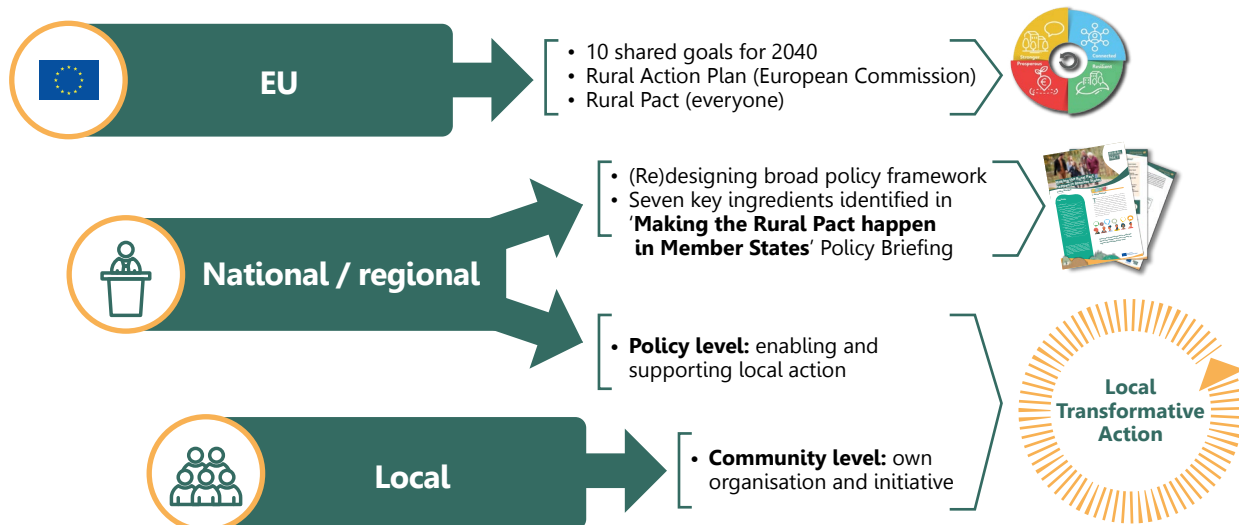 EU
• 10 shared goals for 2040
• Rural Action Plan (European Commission)
• Rural Pact (everyone)
Stronger
Connected
Prosperous
Resilient
National / regional
• (Re)designing broad policy framework
• Seven key ingredients identified in
‘Making the Rural Pact happen
in Member States’ Policy Briefing
• Policy level: enabling and
supporting local action
Local
• Community level: own
organisation and initiative
Local
Transformative
Action